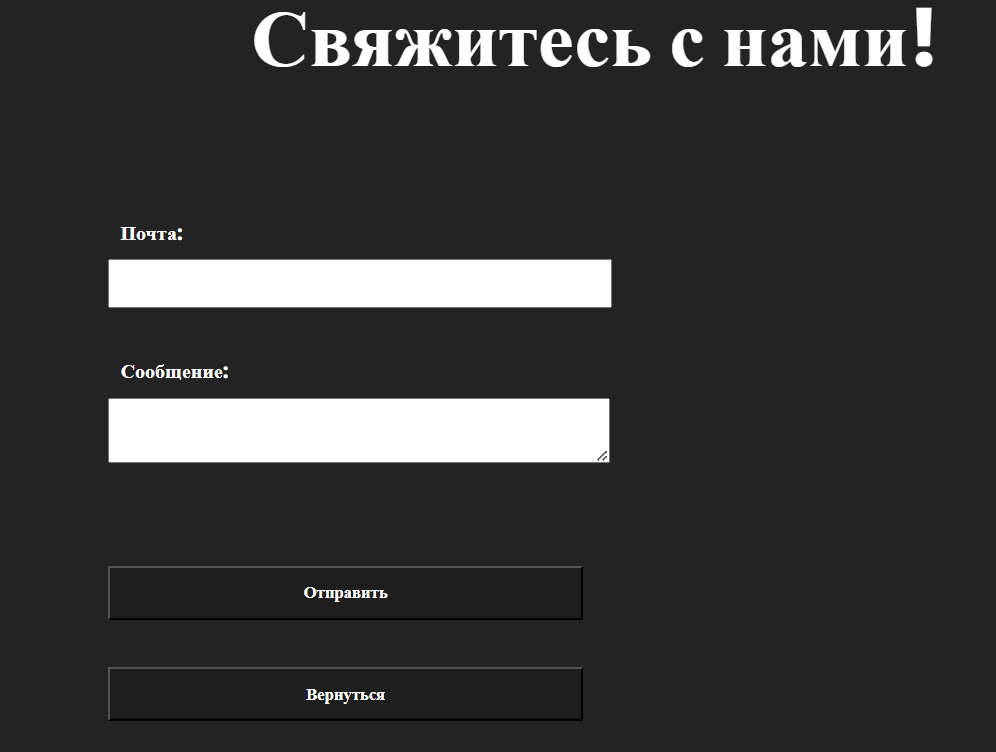 Свяжитесь с нами!
Почта:
Сообщение:
Отправить
Вернуться